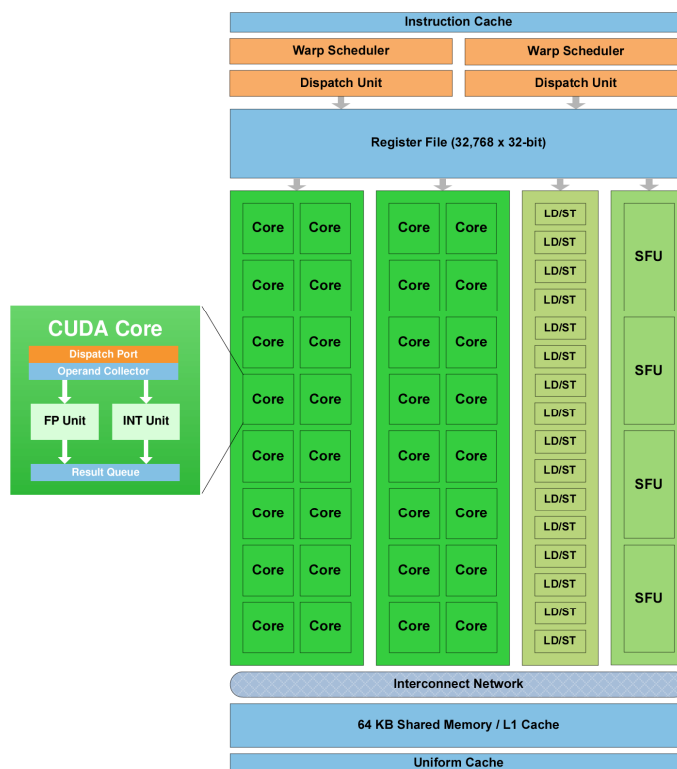 Instruction Cache
Warp Scheduler Warp Scheduler
Dispatch Unit Dispatch Unit
Register File (32,768 x 32-bit)
Core Core Core Core LD/ST SFU
LD/ST
Core Core Core Core LD/ST
LD/ST
Core Core Core Core LD/ST SFU
LD/ST
Core Core Core Core LD/ST
LD/ST
Core Core Core Core LD/ST SFU
LD/ST
Core Core Core Core LD/ST
LD/ST
Core Core Core Core LD/ST SFU
LD/ST
Core Core Core Core LD/ST
LD/ST
CUDA Core
Dispatch Port
Operand Collector
FP Unit INT Unit
Result Queue
Interconnect Network
64 KB Shared Memory / L1 Cache
Uniform Cache